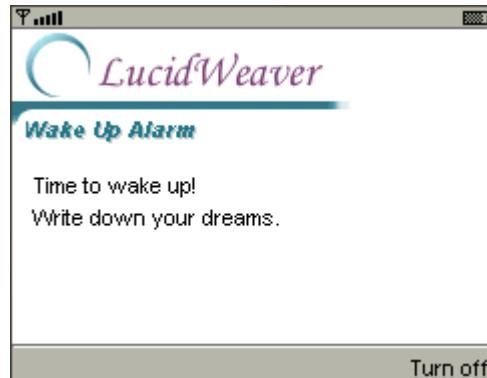 LucidWeaver
Wake Up Alarm
Time to wake up!
Write down your dreams.
Turn off